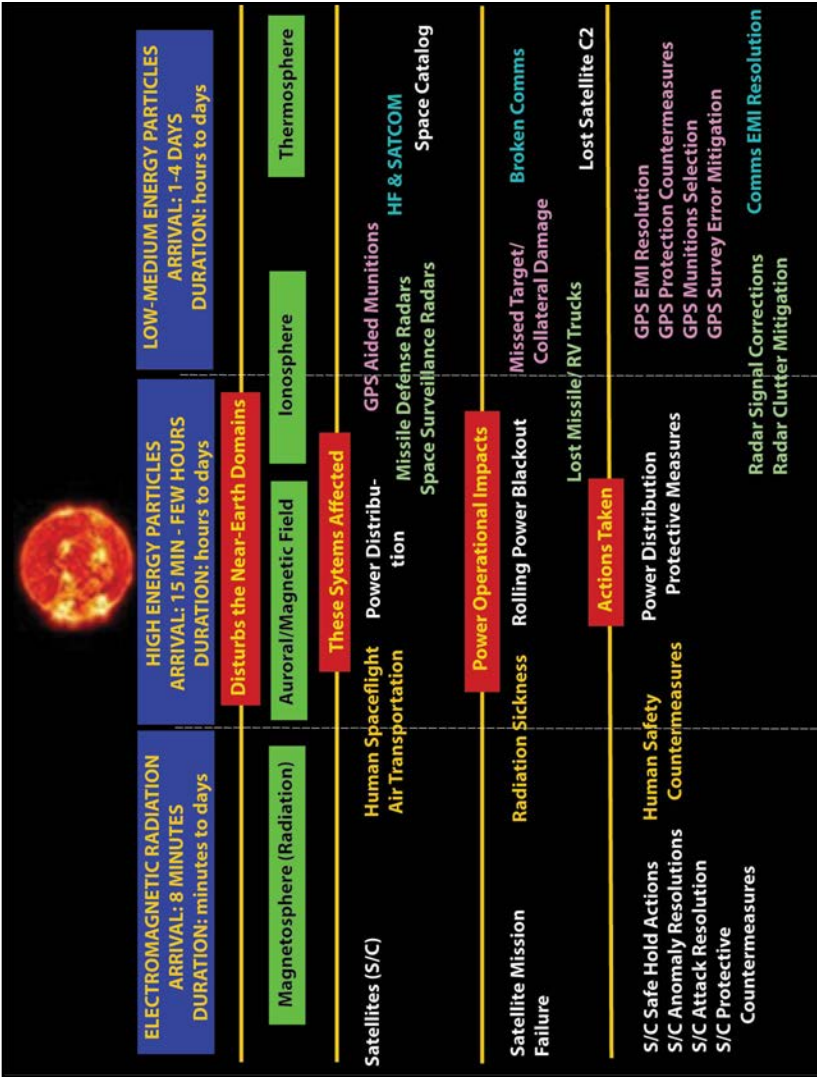 ELECTROMAGNETIC RADIATION
ARRIVAL: 8 MINUTES
DURATION: minutes to days
HIGH ENERGY PARTICLES
ARRIVAL: 15 MIN - FEW HOURS
DURATION: hours to days
LOW-MEDIUM ENERGY PARTICLES
ARRIVAL: 1-4 DAYS
DURATION: hours to days
Disturbs the Near-Earth Domains
Magnetosphere (Radiation)
Auroral/Magnetic Field
Ionosphere
Thermosphere
These Sytems Affected
Satellites (S/C)
Human Spaceflight
Air Transportation
Power Distribu-
tion
GPS Aided Munitions
Missile Defense Radars
Space Surveillance Radars
HF & SATCOM
Space Catalog
Power Operational Impacts
Satellite Mission
Failure
Radiation Sickness
Rolling Power Blackout
Missed Target/
Collateral Damage
Lost Missile/ RV Trucks
Broken Comms
Lost Satellite C2
Actions Taken
S/C Safe Hold Actions
S/C Anomaly Resolutions
S/C Attack Resolution
S/C Protective
Countermeasures
Human Safety
Countermeasures
Power Distribution
Protective Measures
GPS EMI Resolution
GPS Protection Countermeasures
GPS Munitions Selection
GPS Survey Error Mitigation
Radar Signal Corrections
Radar Clutter Mitigation
Comms EMI Resolution